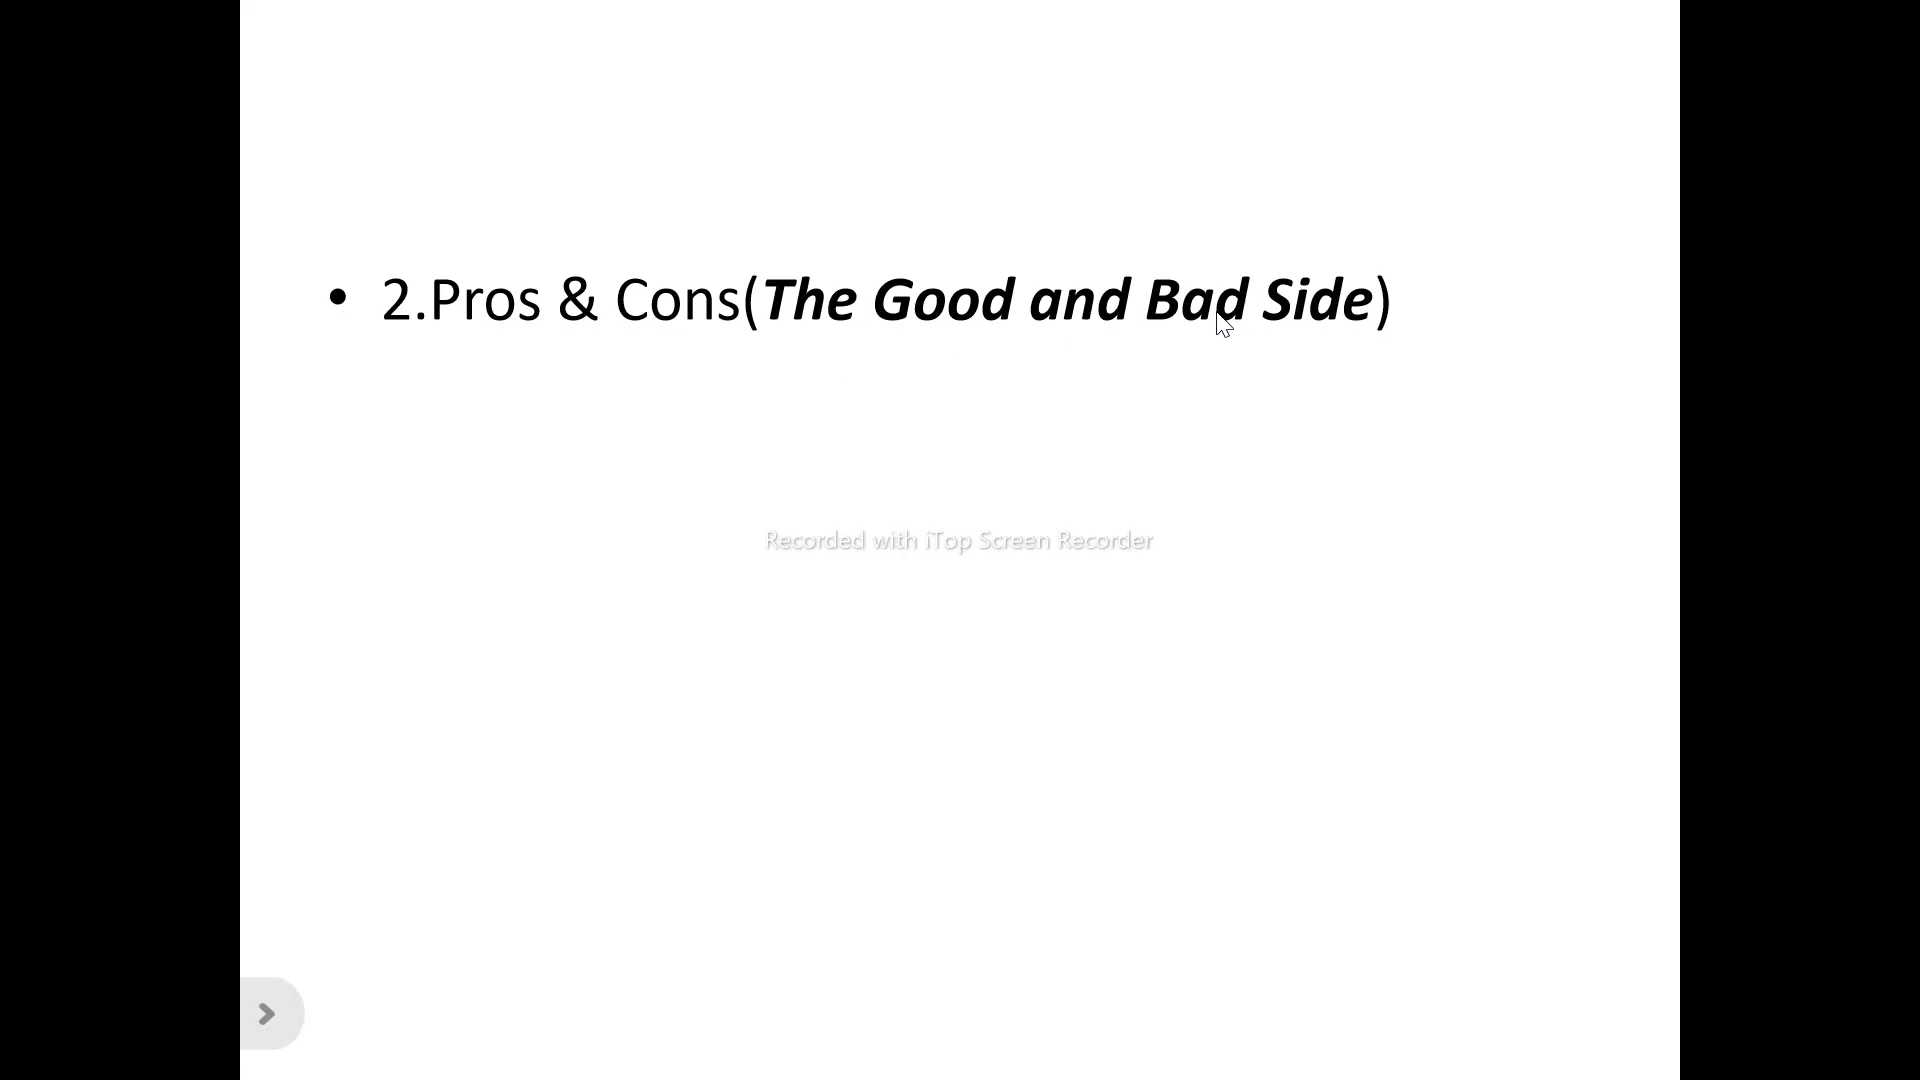 • 2.Pros & Cons(The Good and Bad Side)
Recorded with iTop Screen Recorder